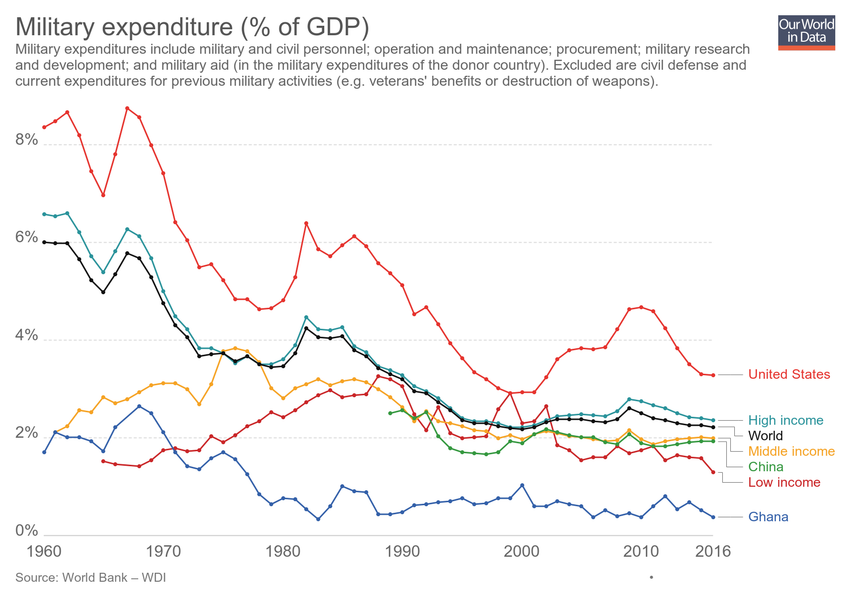 Military expenditure (% of GDP)
Our World
in Data
Military expenditures include military and civil personnel; operation and maintenance; procurement; military research
and development; and military aid (in the military expenditures of the donor country). Excluded are civil defense and
current expenditures for previous military activities (e.g. veterans' benefits or destruction of weapons).
8%
6%
4%
2%
0%
United States
High income
World
Middle income
China
Low income
Ghana
1960
1970
1980
1990
2000
2010
2016
Source: World Bank – WDI